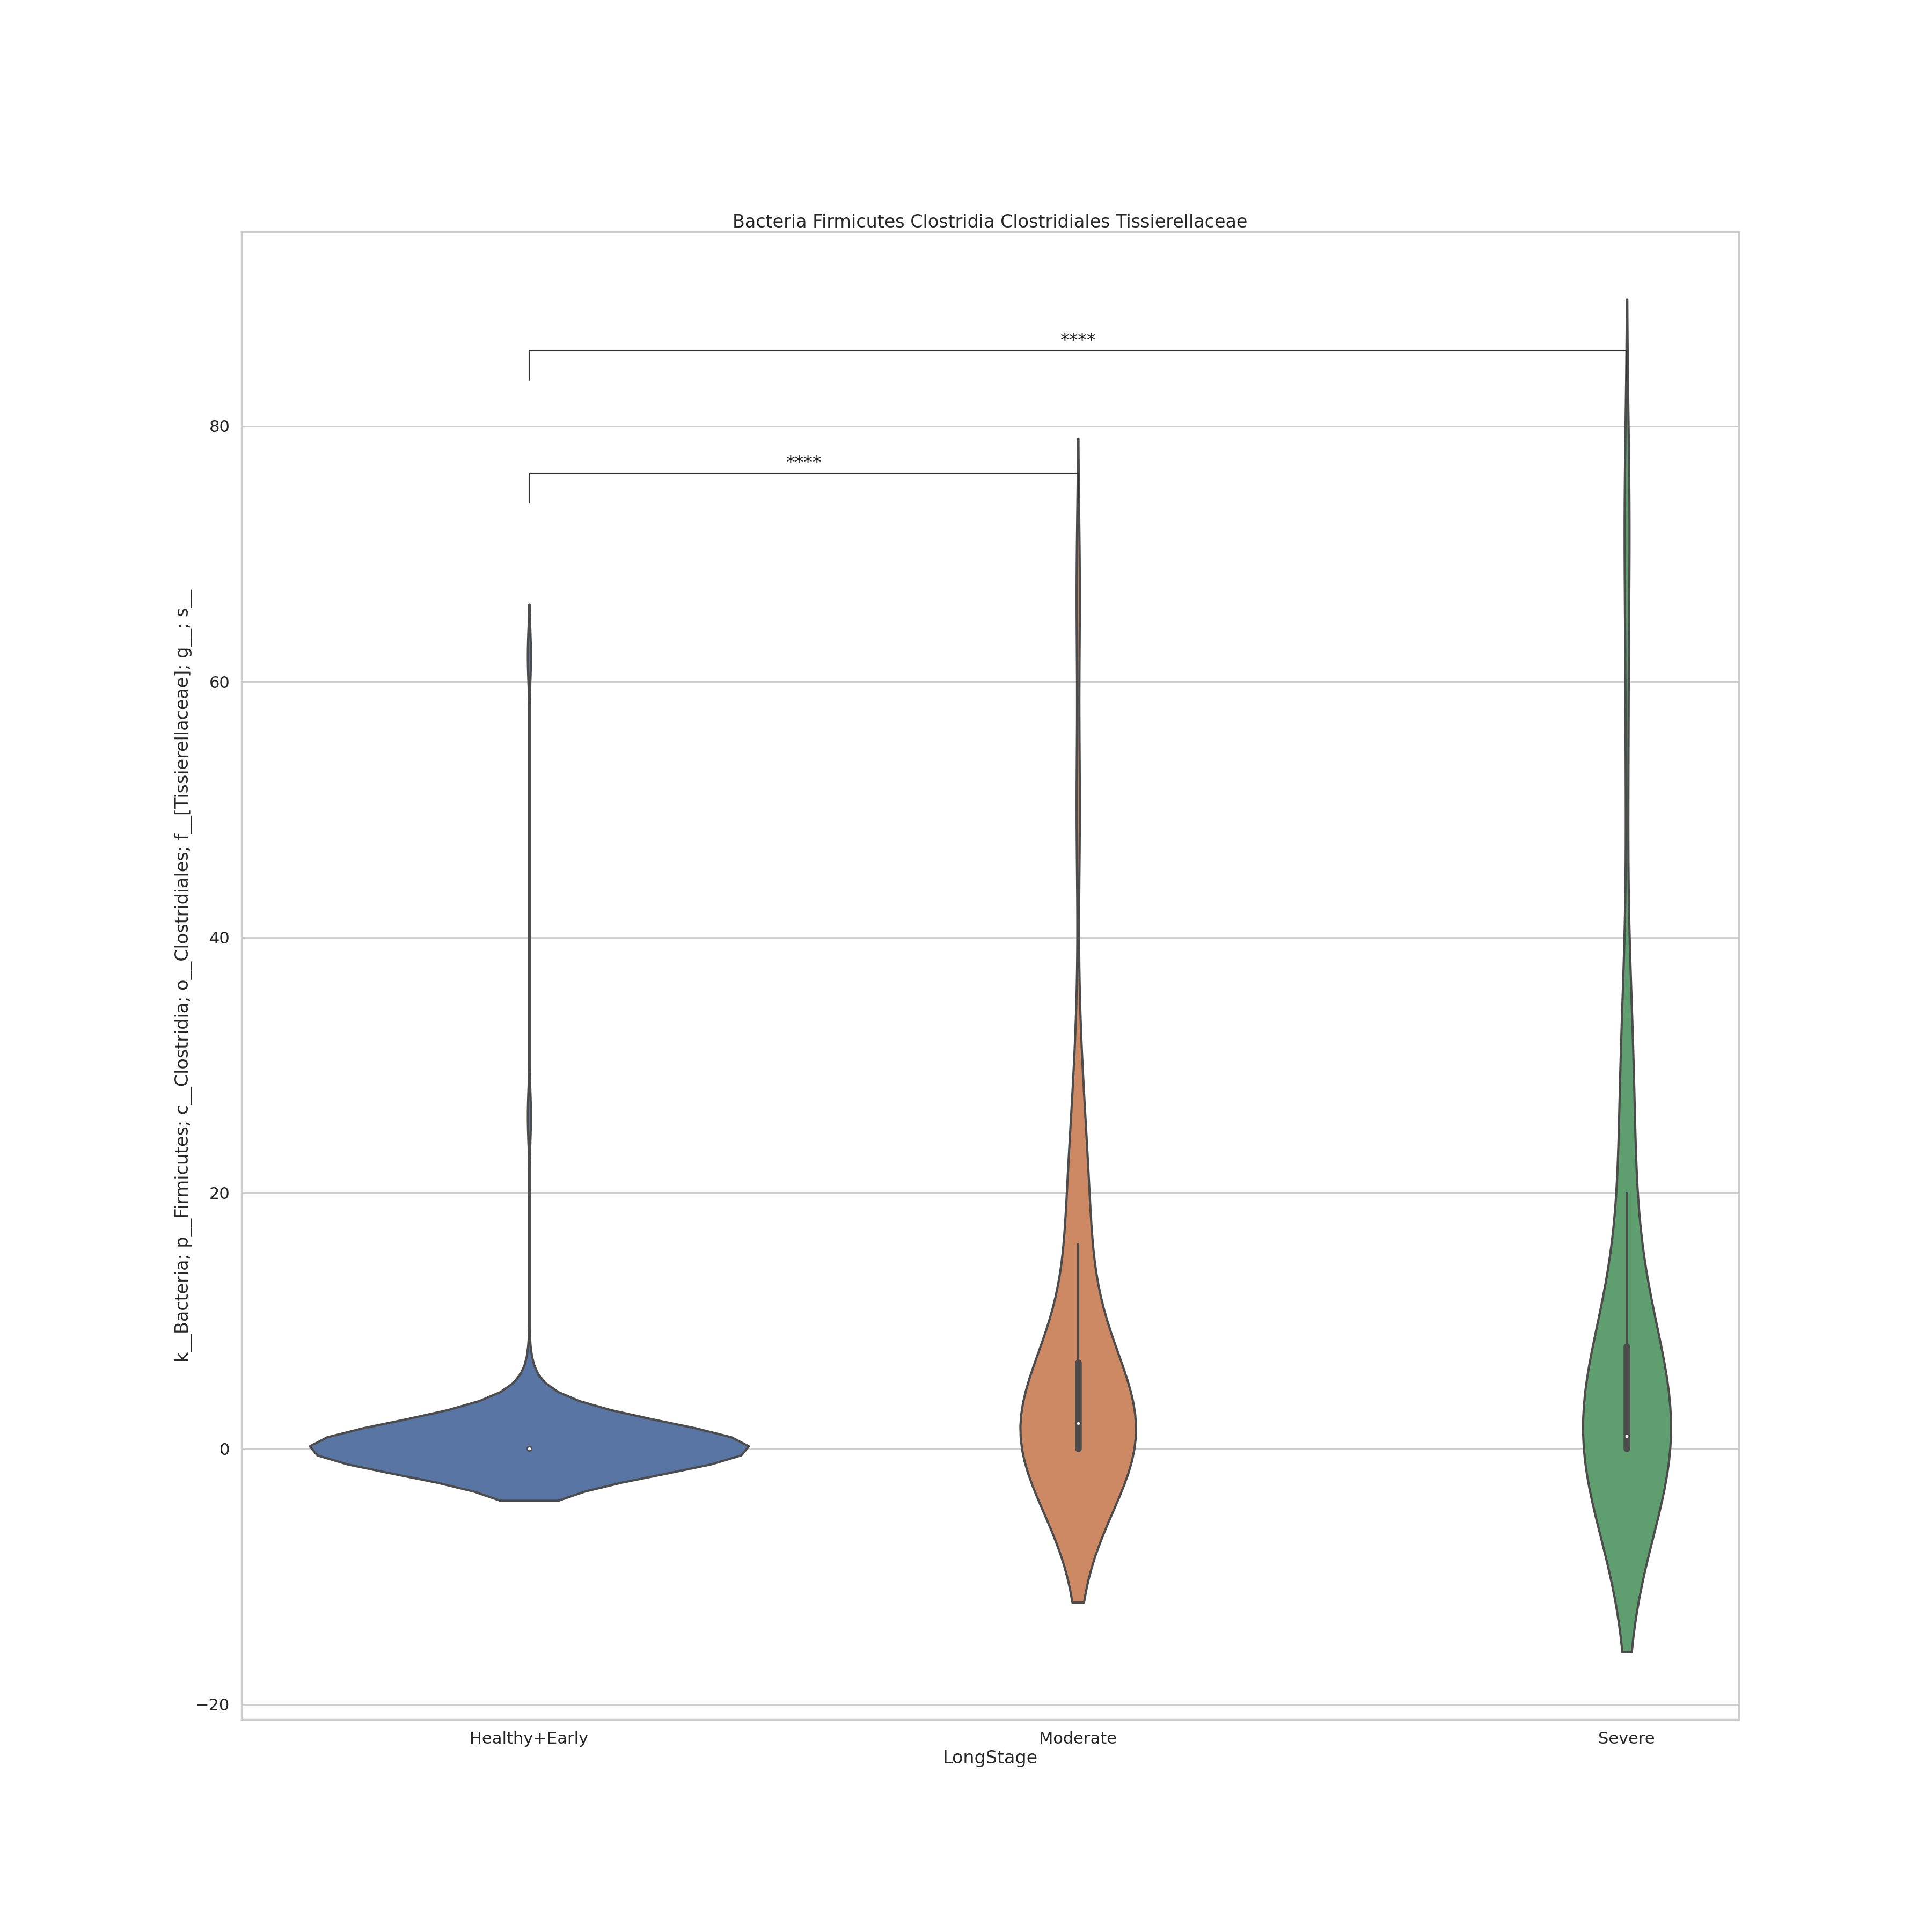 Bacteria Firmicutes Clostridia Clostridiales Tissierellaceae
k__Bacteria; p__Firmicutes; c__Clostridia; o__Clostridiales; f__[Tissierellaceae]; g__; s__
80
60
40
20
0
−20
****
****
Healthy+Early
Moderate
Severe
LongStage